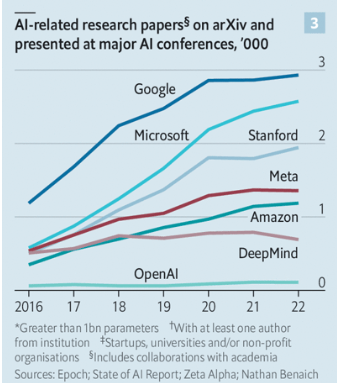 AI-related research papers§ on arXiv and
presented at major AI conferences, ’000
3
3
Google
Microsoft
Stanford
2
Meta
1
Amazon
DeepMind
OpenAI
0
2016 17 18 19 20 21 22
*Greater than 1bn parameters †With at least one author
from institution ‡Startups, universities and/or non-profit
organisations §Includes collaborations with academia
Sources: Epoch; State of AI Report; Zeta Alpha; Nathan Benaich